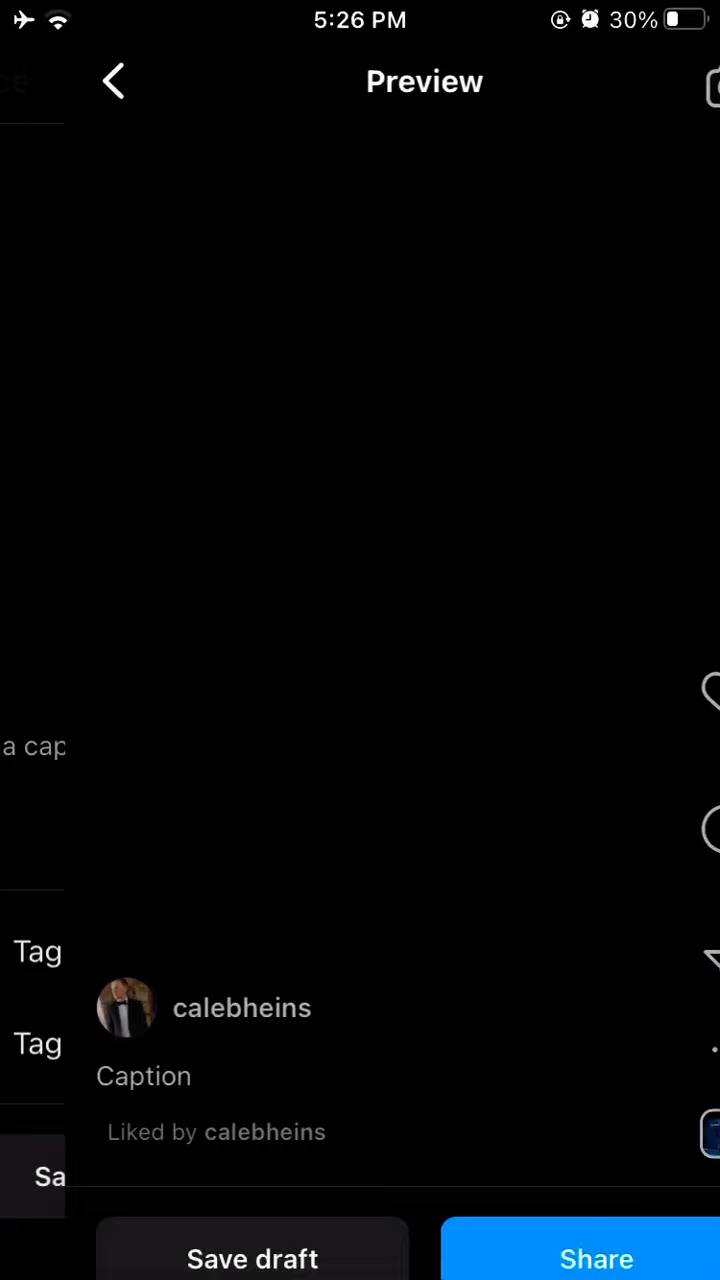 5:26 PM
30%
Preview
a cap
Tag
calebheins
Tag
Caption
Liked by calebheins
Sa
Save draft
Share